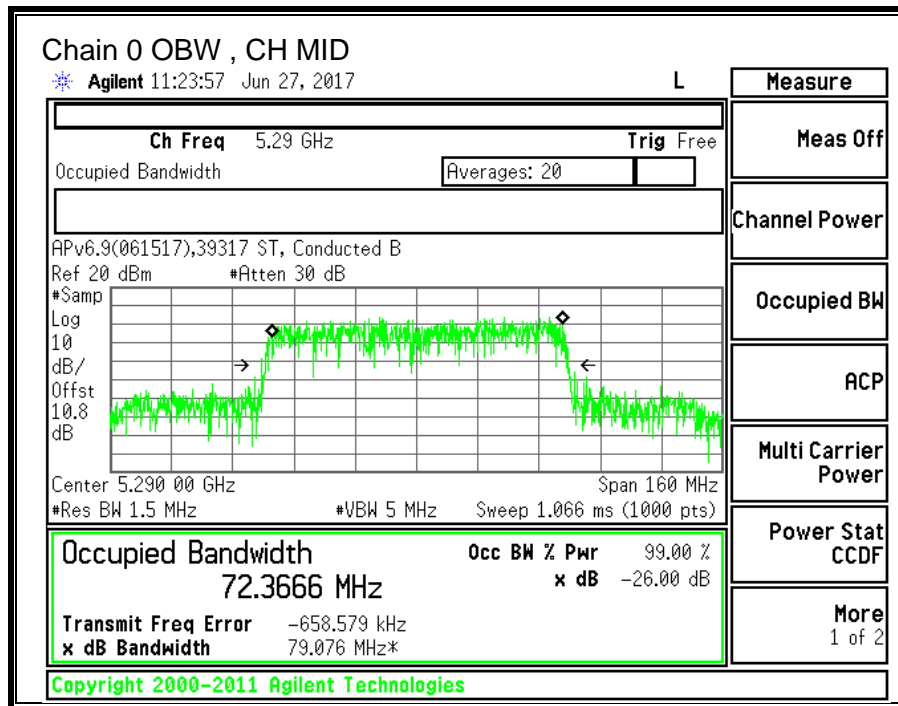 Chain 0 OBW , CH MID
Agilent 11:23:57 Jun 27, 2017 L
Measure
Ch Freq 5.29 GHz Trig Free
Meas Off
Occupied Bandwidth Averages: 20
Channel Power
APv6.9(061517),39317 ST, Conducted B
Ref 20 dBm #Atten 30 dB
#Samp
Log
10
dB/
Offst
10.8
dB
Occupied BW
ACP
Multi Carrier
Power
Center 5.290 00 GHz Span 160 MHz
#Res BW 1.5 MHz #VBW 5 MHz Sweep 1.066 ms (1000 pts)
Power Stat
CCDF
Occupied Bandwidth Occ BW % Pwr 99.00 %
72.3666 MHz x dB -26.00 dB
Transmit Freq Error -658.579 kHz
x dB Bandwidth 79.076 MHz*
More
1 of 2
Copyright 2000-2011 Agilent Technologies